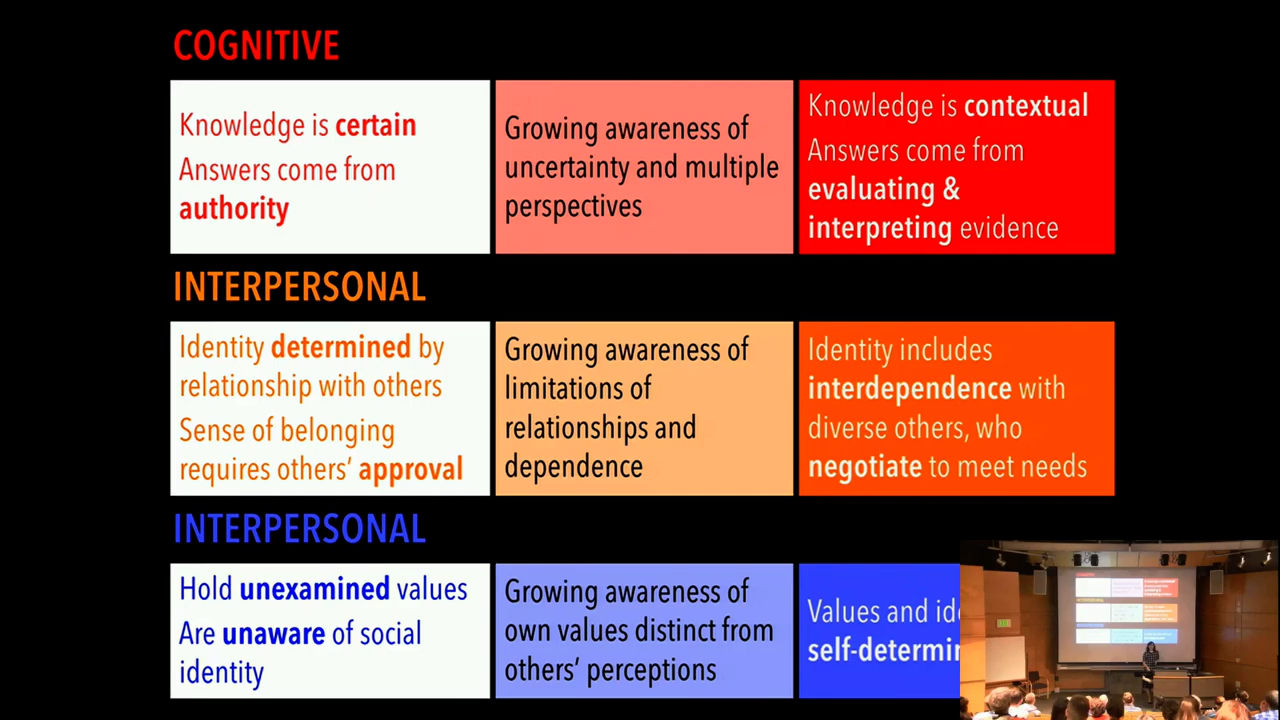 COGNITIVE
Knowledge is certain
Answers come from
authority
Growing awareness of
uncertainty and multiple
perspectives
Knowledge is contextual
Answers come from
evaluating &
interpreting evidence
INTERPERSONAL
Identity determined by
relationship with others
Sense of belonging
requires others' approval
Growing awareness of
limitations of
relationships and
dependence
Identity includes
interdependence with
diverse others, who
negotiate to meet needs
INTERPERSONAL
Hold unexamined values
Are unaware of social
identity
Growing awareness of
own values distinct from
others' perceptions
Values and